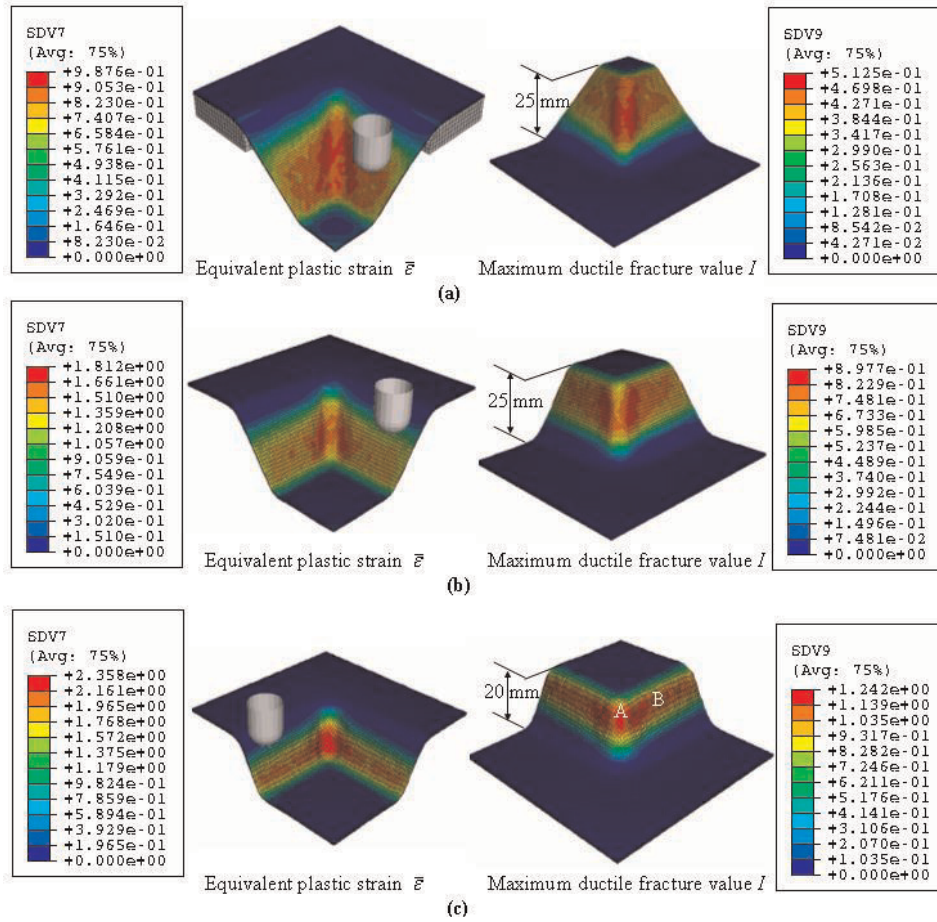 SDV7
(Avg: 75%)
+9.876e-01
+9.053e-01
+8.230e-01
+7.407e-01
+6.584e-01
+5.761e-01
+4.938e-01
+4.115e-01
+3.292e-01
+2.469e-01
+1.646e-01
+8.230e-02
+0.000e+00
25 mm
SDV9
(Avg: 75%)
+5.125e-01
+4.698e-01
+4.271e-01
+3.844e-01
+3.417e-01
+2.990e-01
+2.563e-01
+2.136e-01
+1.708e-01
+1.281e-01
+8.542e-02
+4.271e-02
+0.000e+00
Equivalent plastic strain ε̅
Maximum ductile fracture value I
(a)
SDV7
(Avg: 75%)
+1.812e+00
+1.661e+00
+1.510e+00
+1.359e+00
+1.208e+00
+1.057e+00
+9.059e-01
+7.549e-01
+6.039e-01
+4.529e-01
+3.020e-01
+1.510e-01
+0.000e+00
25 mm
SDV9
(Avg: 75%)
+8.977e-01
+8.229e-01
+7.481e-01
+6.733e-01
+5.985e-01
+5.237e-01
+4.489e-01
+3.740e-01
+2.992e-01
+2.244e-01
+1.496e-01
+7.481e-02
+0.000e+00
Equivalent plastic strain ε̅
Maximum ductile fracture value I
(b)
SDV7
(Avg: 75%)
+2.358e+00
+2.161e+00
+1.965e+00
+1.768e+00
+1.572e+00
+1.375e+00
+1.179e+00
+9.824e-01
+7.859e-01
+5.894e-01
+3.929e-01
+1.965e-01
+0.000e+00
20 mm
A
B
SDV9
(Avg: 75%)
+1.242e+00
+1.139e+00
+1.035e+00
+9.317e-01
+8.282e-01
+7.246e-01
+6.211e-01
+5.176e-01
+4.141e-01
+3.106e-01
+2.070e-01
+1.035e-01
+0.000e+00
Equivalent plastic strain ε̅
Maximum ductile fracture value I
(c)